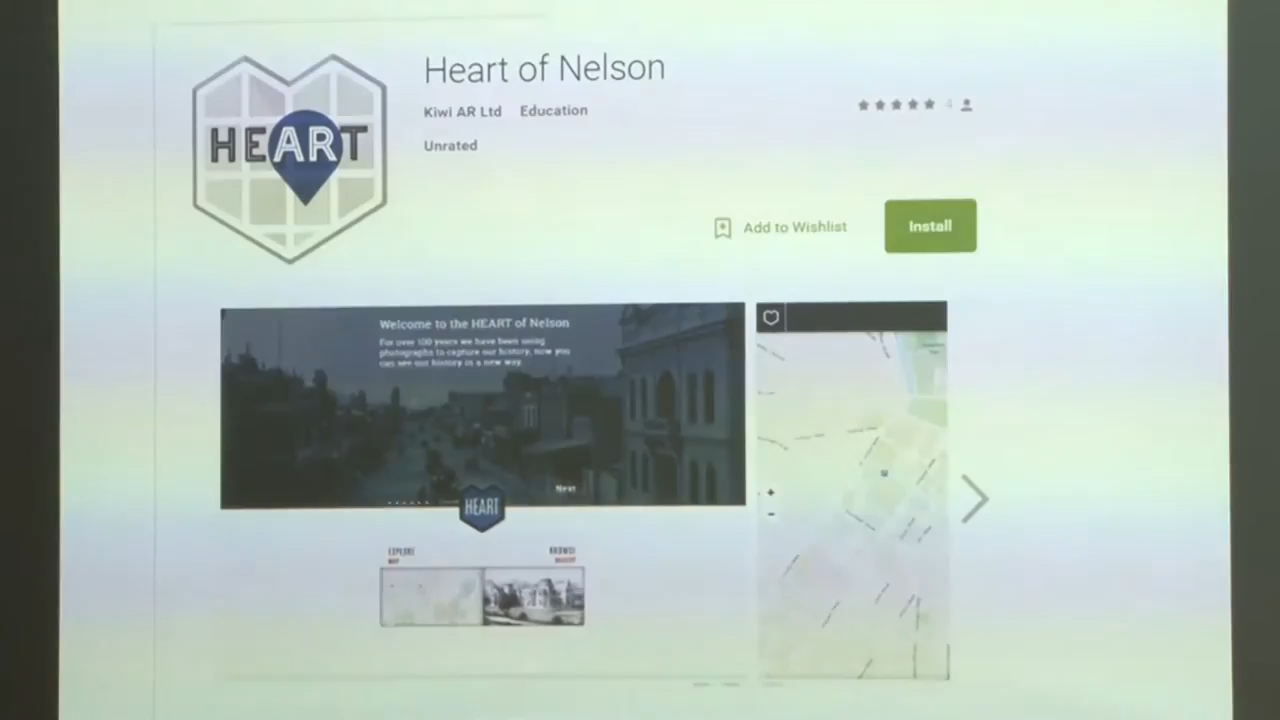 Heart of Nelson
HEART
Kiwi AR Ltd Education
4
Unrated
Add to Wishlist
Install
Welcome to the HEART of Nelson
For over 100 years we have been using
photographs to capture our history, now you
can see our history in a new way.
Next
HEART
EXPLORE
MAP
BROWSE
+
-